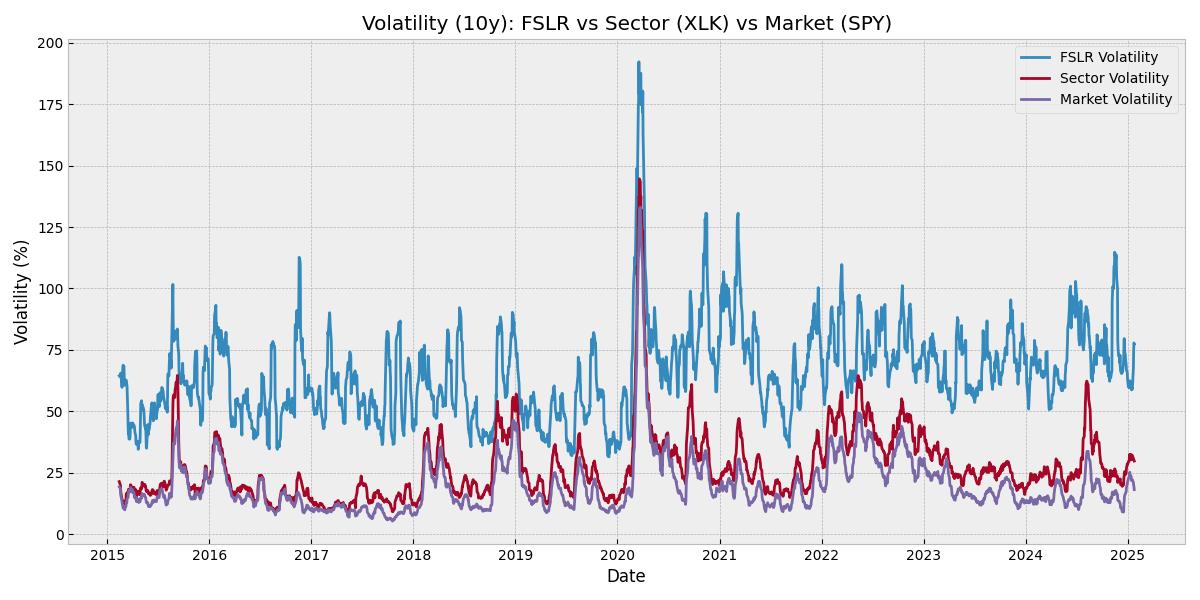 Volatility (10y): FSLR vs Sector (XLK) vs Market (SPY)
200
175
150
125
100
75
50
25
0
Volatility (%)
FSLR Volatility
Sector Volatility
Market Volatility
2015 2016 2017 2018 2019 2020 2021 2022 2023 2024 2025
Date